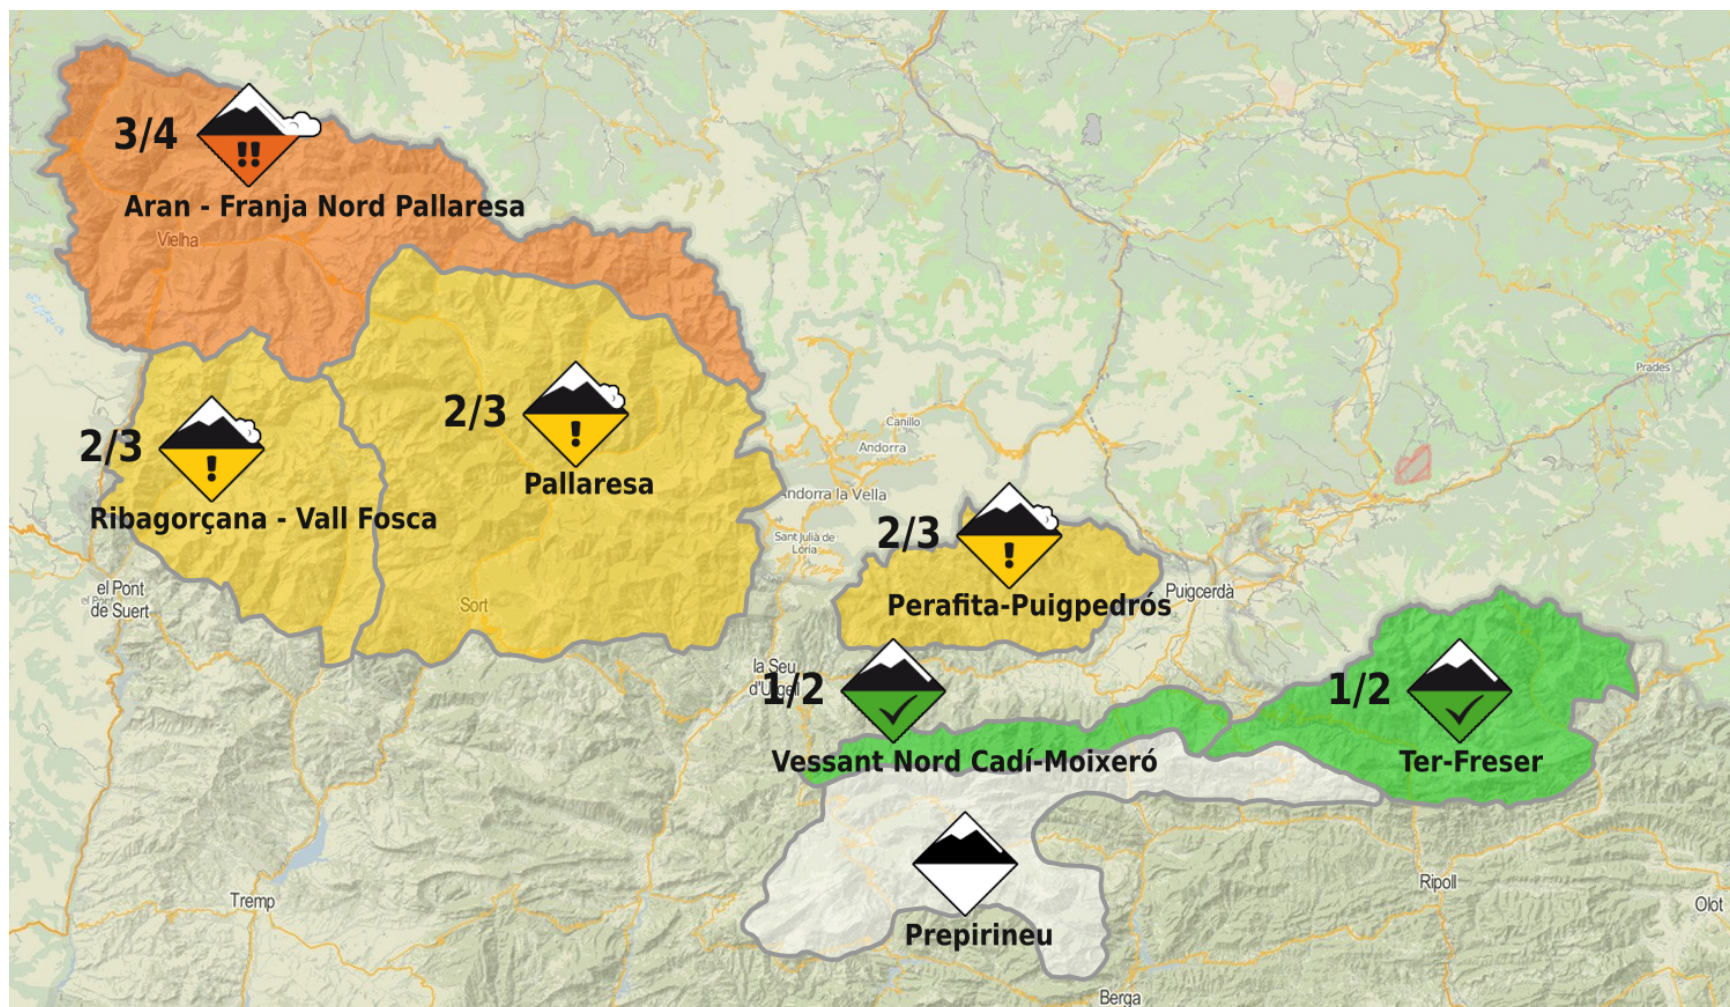 3/4
!!
Aran - Franja Nord Pallaresa
Vielha
2/3
!
Pallaresa
2/3
!
Ribagorçana - Vall Fosca
Prades
Canillo
Andorra
Andorra la Vella
Sant Julià de
Lòria
2/3
!
Perafita-Puigpedrós
Puigcerdà
el Pont
de Suert
Sort
la Seu
d'Urgell
1/2
Vessant Nord Cadí-Moixeró
1/2
Ter-Freser
Prepirineu
Tremp
Ripoll
Olot
Berga